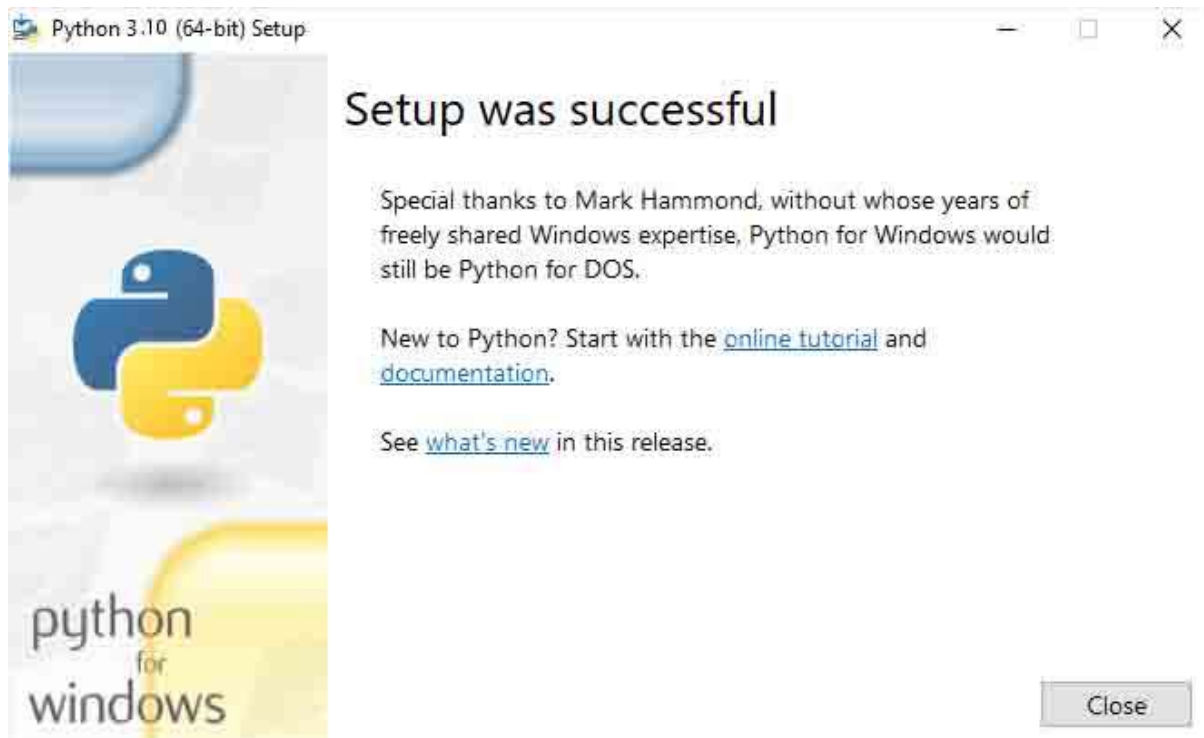 Python 3.10 (64-bit) Setup
Setup was successful
Special thanks to Mark Hammond, without whose years of
freely shared Windows expertise, Python for Windows would
still be Python for DOS.
New to Python? Start with the online tutorial and
documentation.
See what's new in this release.
python
for
windows
Close